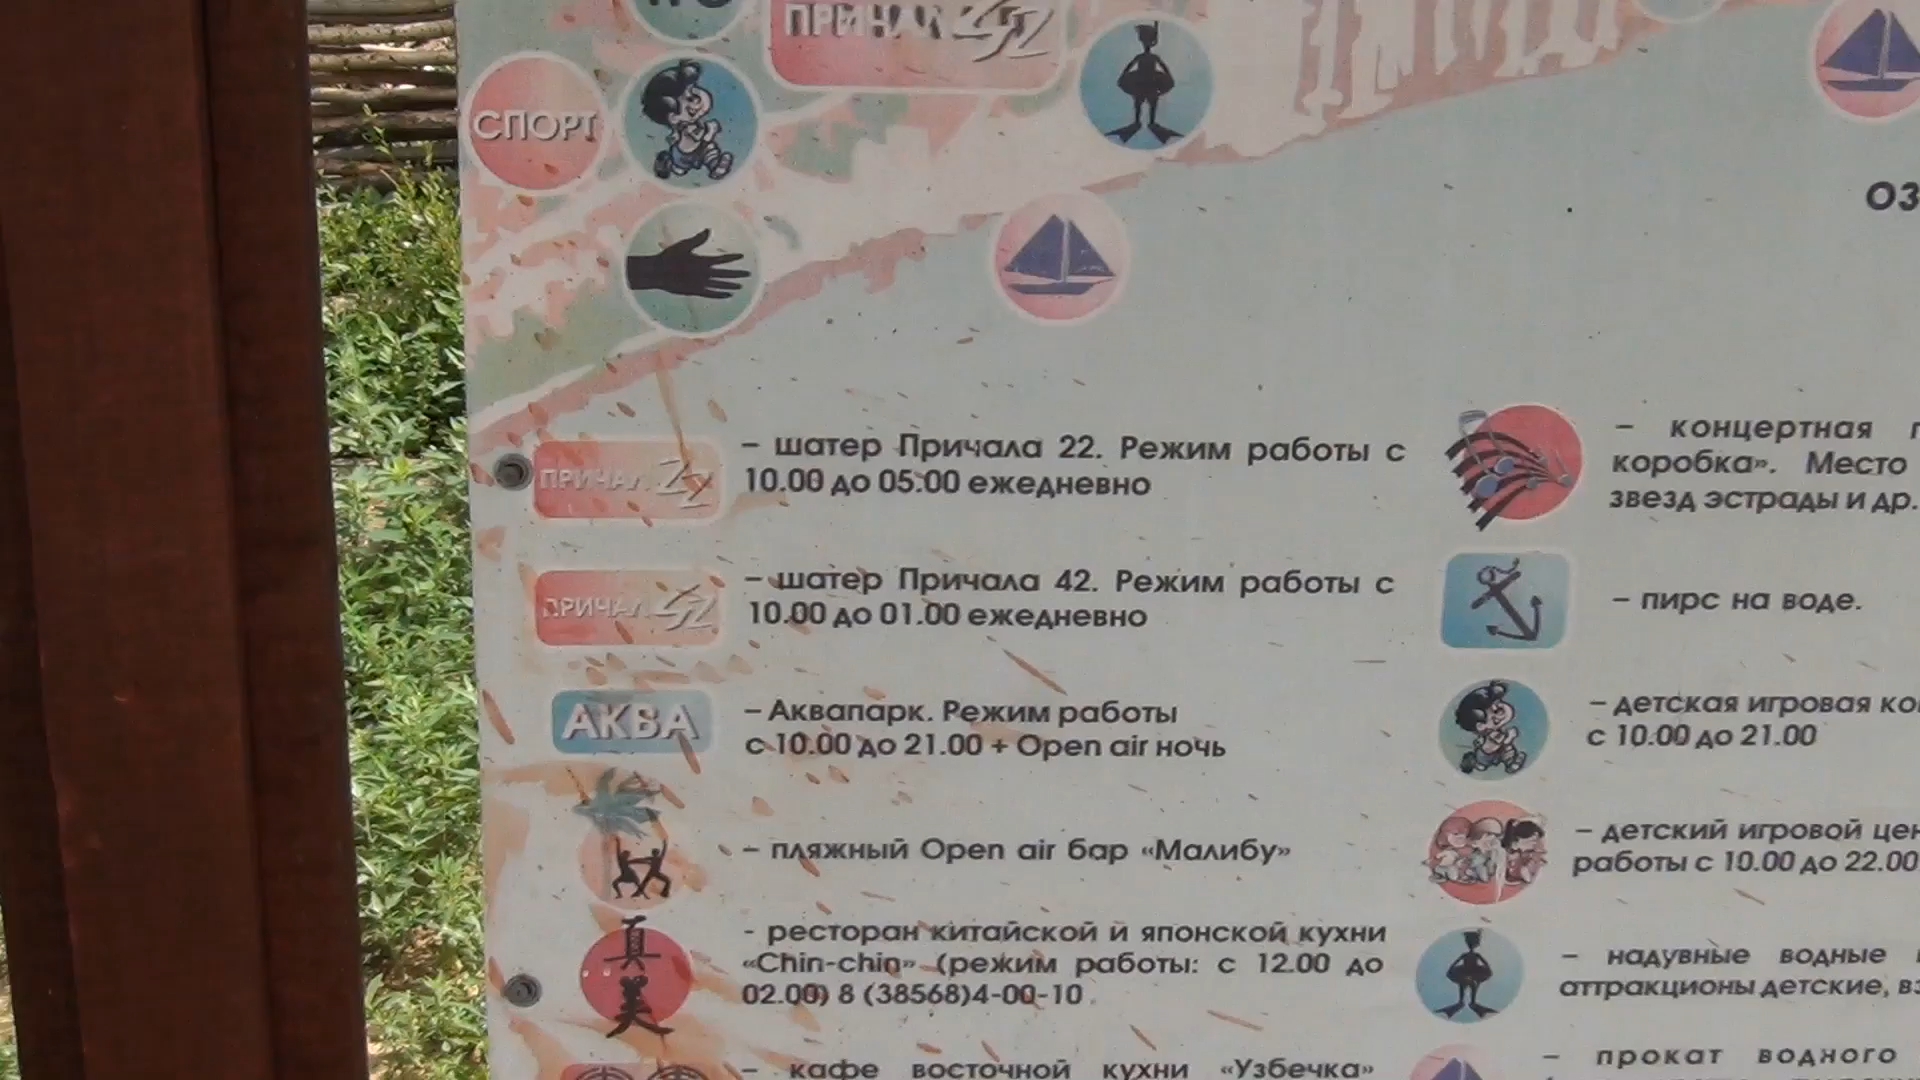 ПРИЧАЛ 42
СПОРТ
ОЗ
ПРИЧАЛ 22
– шатер Причала 22. Режим работы с
10.00 до 05.00 ежедневно
ПРИЧАЛ 42
– шатер Причала 42. Режим работы с
10.00 до 01.00 ежедневно
АКВА
– Аквапарк. Режим работы
с 10.00 до 21.00 + Open air ночь
– пляжный Open air бар «Малибу»
真
美
- ресторан китайской и японской кухни
«Chin-chin» (режим работы: с 12.00 до
02.00) 8 (38568)4-00-10
– кафе восточной кухни «Узбечка»
– концертная
коробка». Место
звезд эстрады и др.
– пирс на воде.
– детская игровая
с 10.00 до 21.00
– детский игровой
работы с 10.00 до 22.00
– надувные водные
аттракционы детские,
– прокат водного